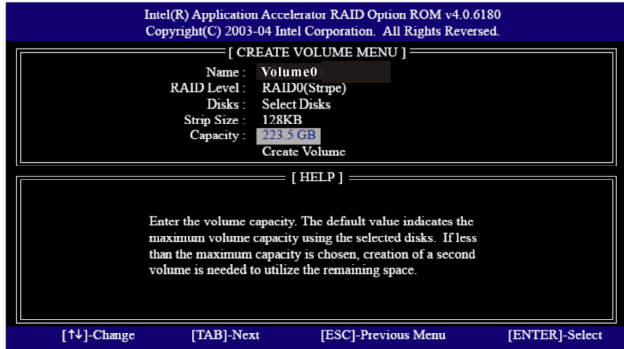 Intel(R) Application Accelerator RAID Option ROM v4.0.6180
Copyright(C) 2003-04 Intel Corporation. All Rights Reserved.
[ CREATE VOLUME MENU ]
Name : Volume0
RAID Level : RAID0(Stripe)
Disks : Select Disks
Strip Size : 128KB
Capacity : 223.5 GB
Create Volume
[ HELP ]
Enter the volume capacity. The default value indicates the
maximum volume capacity using the selected disks. If less
than the maximum capacity is chosen, creation of a second
volume is needed to utilize the remaining space.
[↑↓]-Change [TAB]-Next [ESC]-Previous Menu [ENTER]-Select